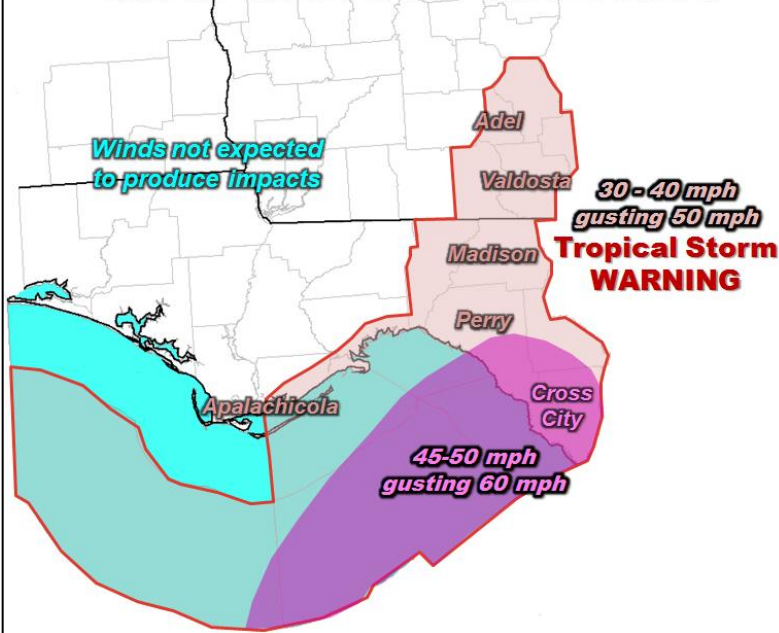 Adel
Winds not expected
to produce impacts
Valdosta
30 - 40 mph
gusting 50 mph
Tropical Storm
WARNING
Madison
Perry
Apalachicola
Cross
City
45-50 mph
gusting 60 mph